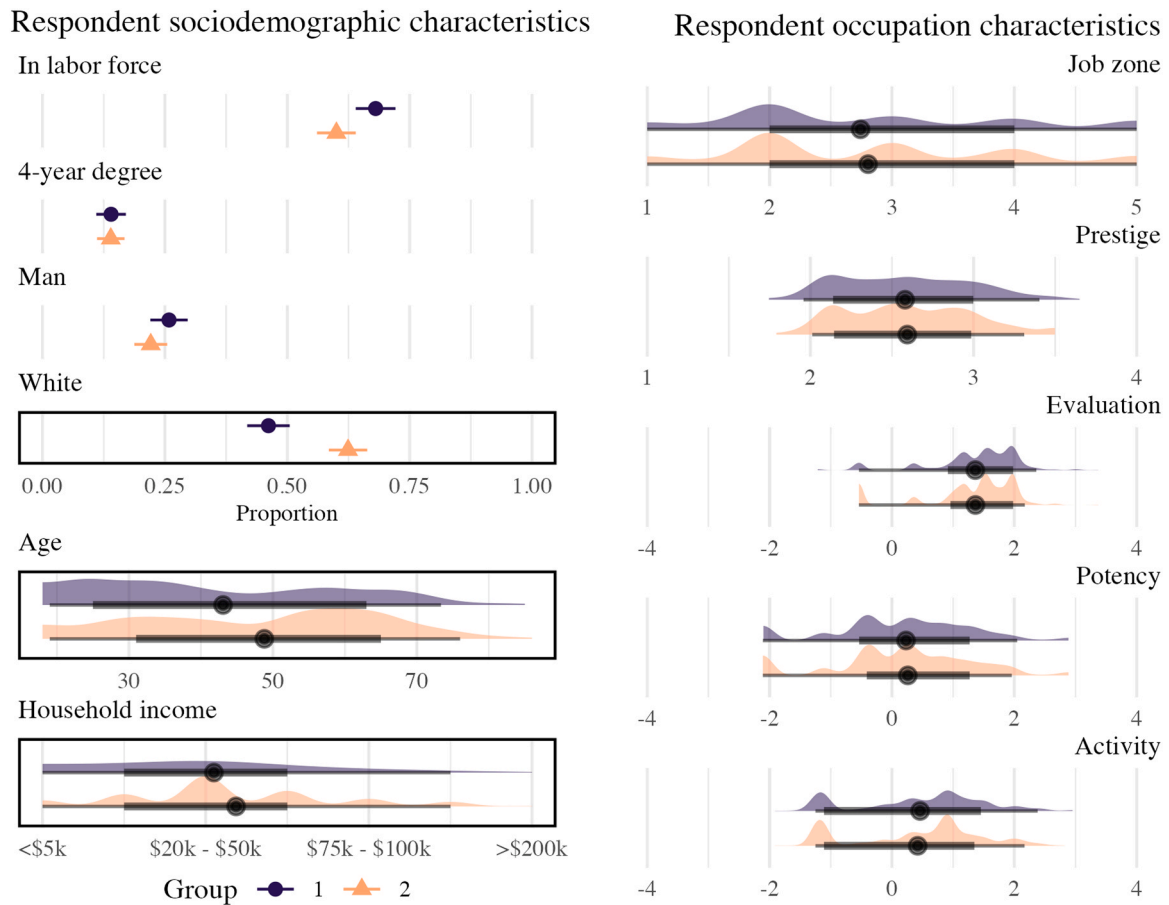 Respondent sociodemographic characteristics
In labor force
4-year degree
Man
White
0.00 0.25 0.50 0.75 1.00
Proportion
Age
30 50 70
Household income
<$5k $20k - $50k $75k - $100k >$200k
Group 1 2
Respondent occupation characteristics
Job zone
1 2 3 4 5
Prestige
1 2 3 4
Evaluation
-4 -2 0 2 4
Potency
-4 -2 0 2 4
Activity
-4 -2 0 2 4